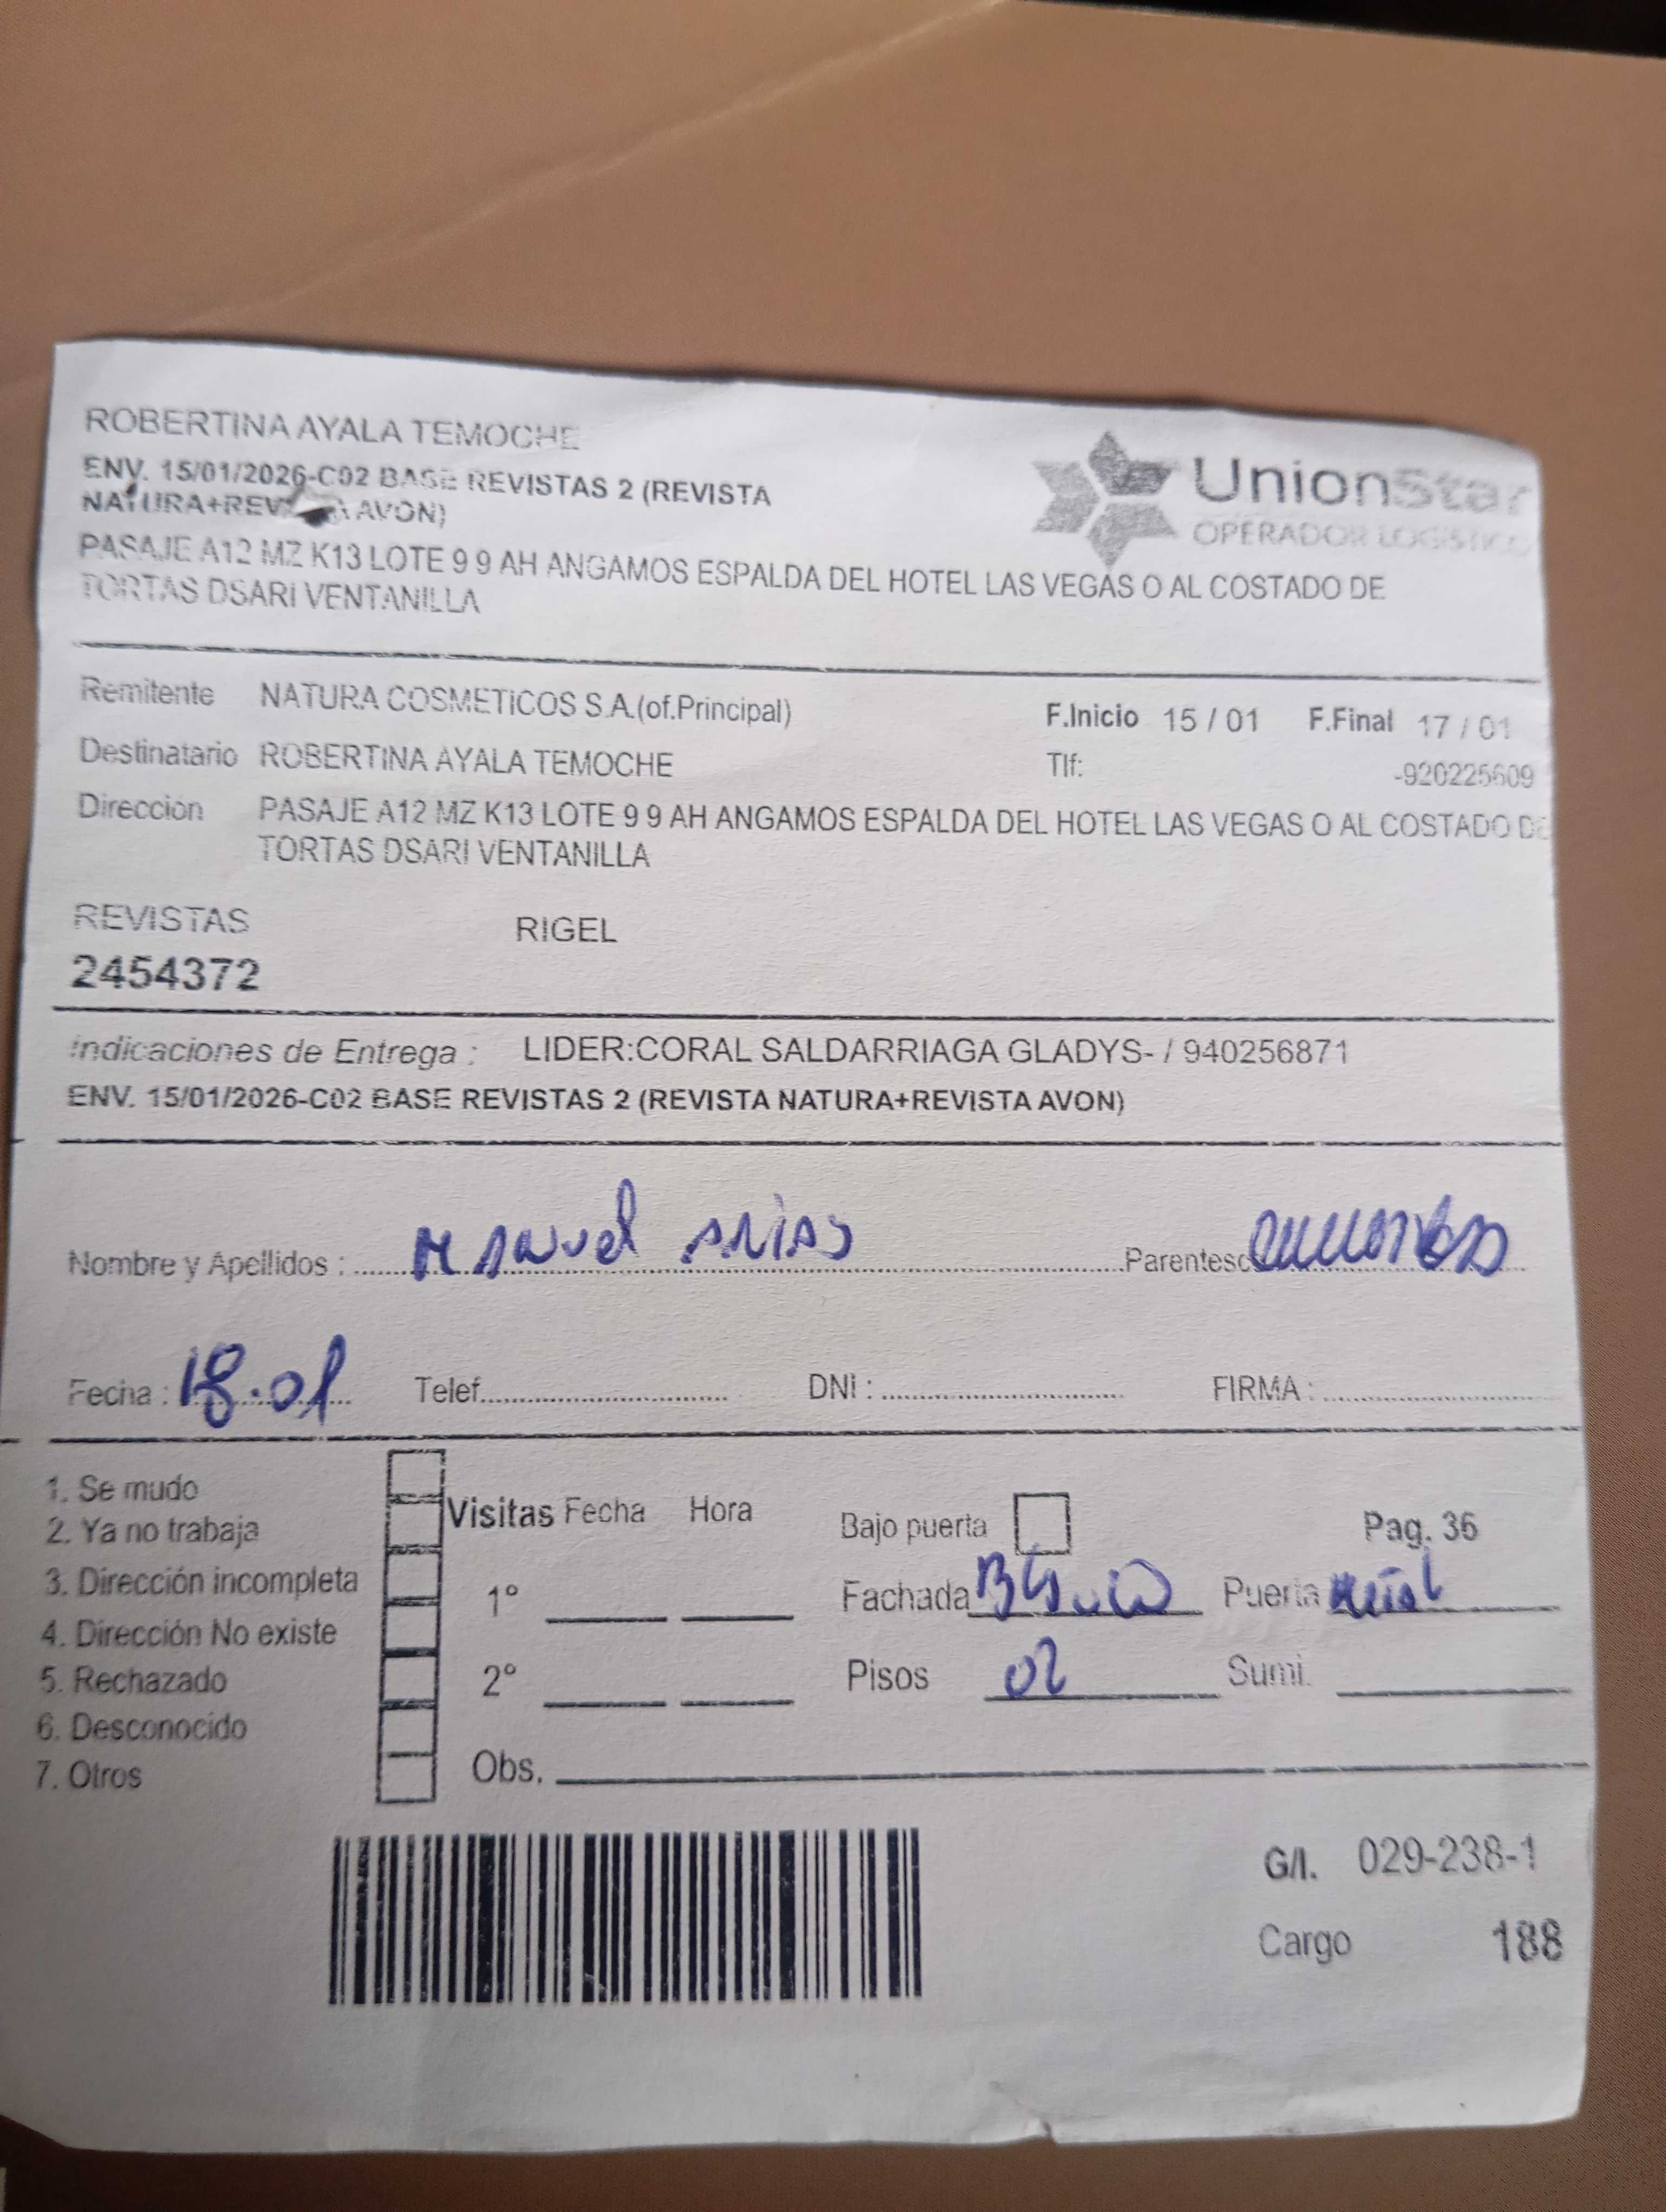 ROBERTINA AYALA TEMOCHE
ENV. 15/01/2026-C02 BASE REVISTAS 2 (REVISTA
NATURA+REV AVON)
UnionStar
OPERADOR LOGISTICO
PASAJE A12 MZ K13 LOTE 9 9 AH ANGAMOS ESPALDA DEL HOTEL LAS VEGAS O AL COSTADO DE
TORTAS DSARI VENTANILLA
Remitente NATURA COSMETICOS S.A.(of.Principal) F.Inicio 15 / 01 F.Final 17 / 01
Destinatario ROBERTINA AYALA TEMOCHE Tlf: -920225609
Dirección PASAJE A12 MZ K13 LOTE 9 9 AH ANGAMOS ESPALDA DEL HOTEL LAS VEGAS O AL COSTADO DE
TORTAS DSARI VENTANILLA
REVISTAS RIGEL
2454372
Indicaciones de Entrega : LIDER:CORAL SALDARRIAGA GLADYS- / 940256871
ENV. 15/01/2026-C02 BASE REVISTAS 2 (REVISTA NATURA+REVISTA AVON)
Nombre y Apellidos : Manuel Arias Parentesco
Fecha : 18.01 Telef. DNI : FIRMA :
1. Se mudo
2. Ya no trabaja
3. Dirección incompleta
4. Dirección No existe
5. Rechazado
6. Desconocido
7. Otros
Visitas Fecha Hora
1°
2°
Obs.
Bajo puerta Pag. 36
Fachada Blanco Puerta
Pisos 02 Sumi.
G/I. 029-238-1
Cargo 188